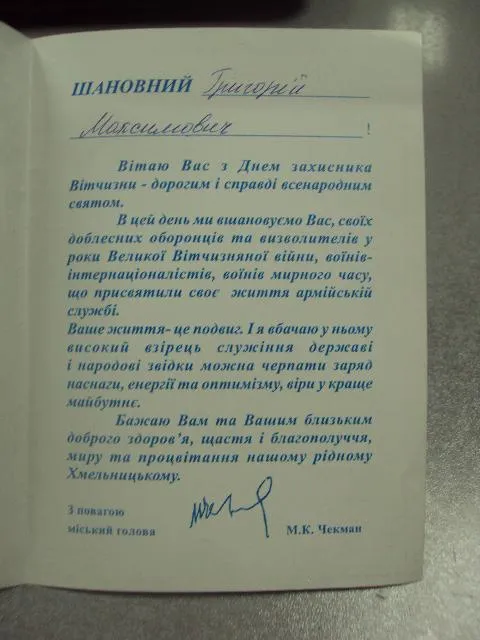 ШАНОВНИЙ Григорій
Максимович !
Вітаю Вас з Днем захисника
Вітчизни - дорогим і справді всенародним
святом.
В цей день ми вшановуємо Вас, своїх
доблесних оборонців та визволителів у
роки Великої Вітчизняної війни, воїнів-
інтернаціоналістів, воїнів мирного часу,
що присвятили своє життя армійській
службі.
Ваше життя- це подвиг. І я вбачаю у ньому
високий взірець служіння державі
і народові звідки можна черпати заряд
наснаги, енергії та оптимізму, віри у краще
майбутнє.
Бажаю Вам та Вашим близьким
доброго здоров’я, щастя і благополуччя,
миру та процвітання нашому рідному
Хмельницькому.
З повагою
міський голова М.К. Чекман